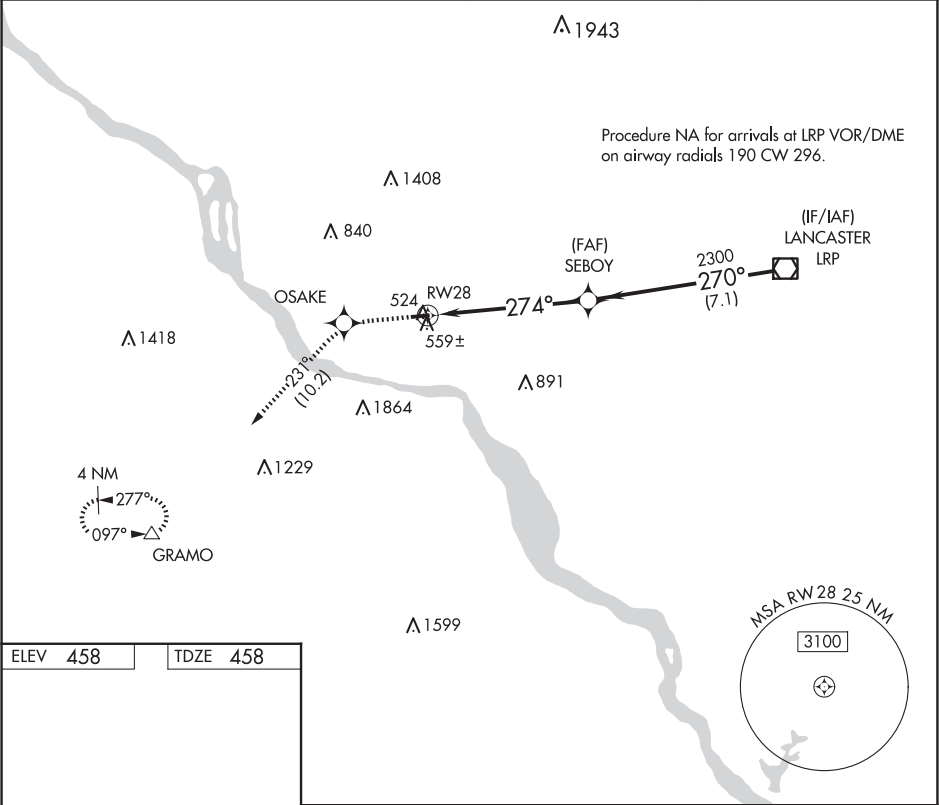 1943
Procedure NA for arrivals at LRP VOR/DME
on airway radials 190 CW 296.
1408
840
(IF/IAF)
LANCASTER
LRP
(FAF)
SEBOY
2300
270°
(7.1)
OSAKE
524
RW28
274°
559±
1418
231°
(10.2)
891
1864
1229
4 NM
277°
097°
GRAMO
1599
MSA RW 28 25 NM
3100
ELEV 458
TDZE 458